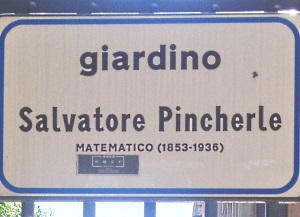 giardino
Salvatore Pincherle
MATEMATICO (1853-1936)